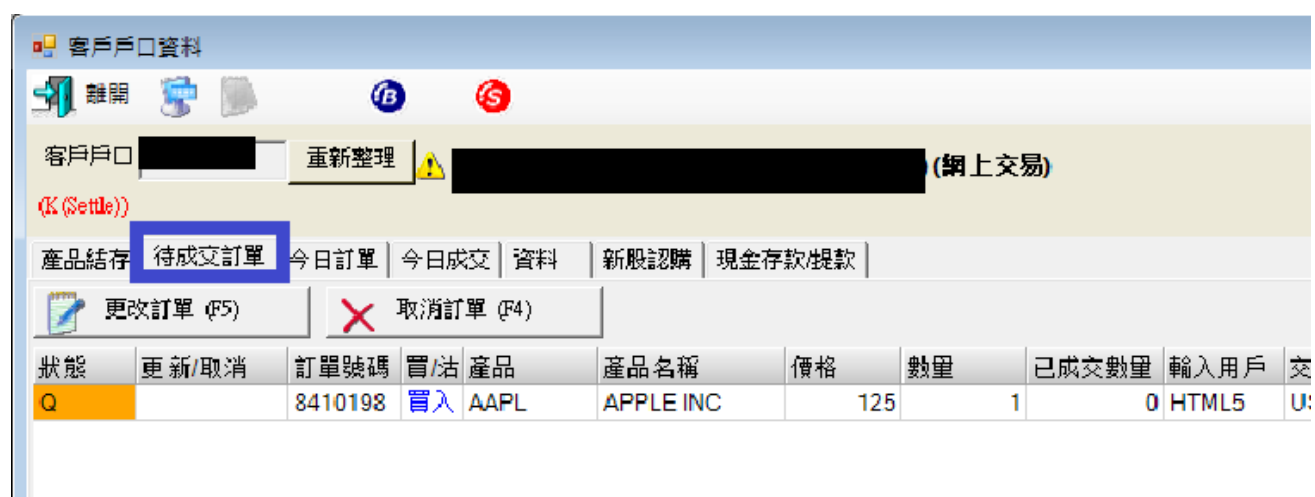 客戶戶口資料
離開 B S
客戶戶口 重新整理 (網上交易)
(K (Settle))
產品結存 待成交訂單 今日訂單 今日成交 資料 新股認購 現金存款/提款
更改訂單 (F5) 取消訂單 (F4)
狀態 更新/取消 訂單號碼 買/沽 產品 產品名稱 價格 數量 已成交數量 輸入用戶 交
Q 8410198 買入 AAPL APPLE INC 125 1 0 HTML5